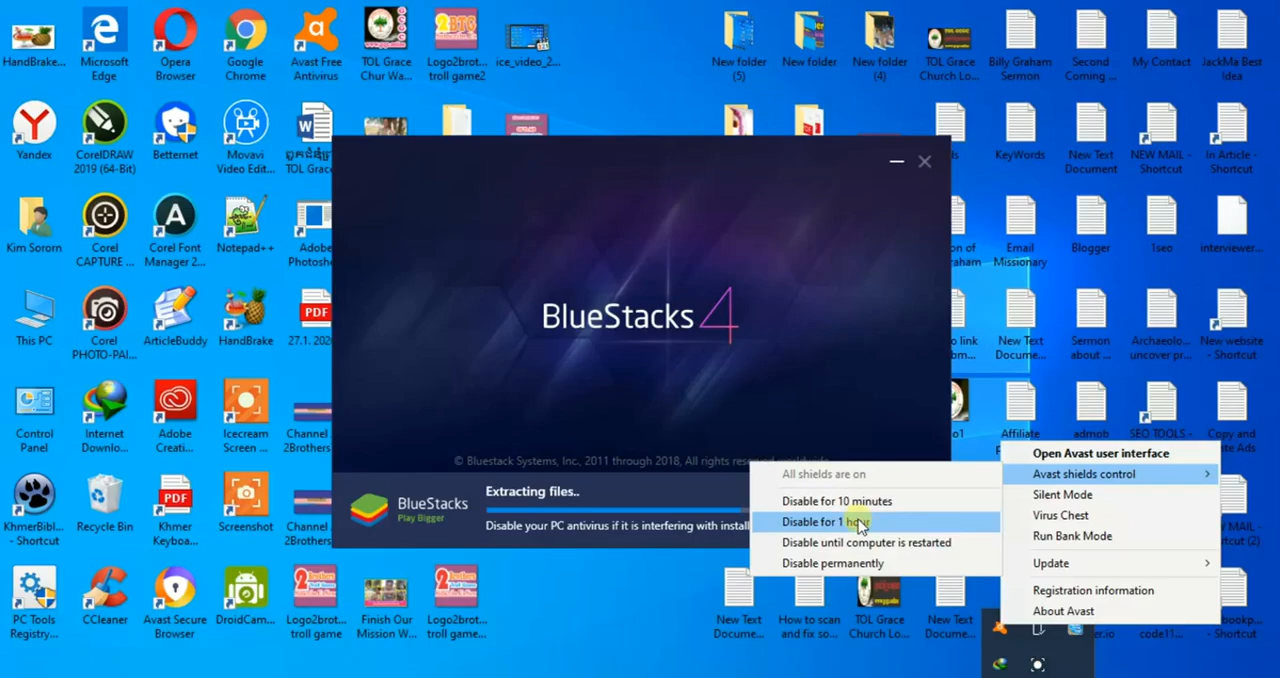 HandBrake...
Microsoft
Edge
Opera
Browser
Google
Chrome
Avast Free
Antivirus
TOL Grace
Chur Wa...
Logo2brot...
troll game2
ice_video_2...
New folder
(5)
New folder
New folder
(4)
TOL Grace
Church Lo...
Billy Graham
Sermon
Second
Coming ...
My Contact
JackMa Best
Idea
Yandex
CorelDRAW
2019 (64-Bit)
Betternet
Movavi
Video Edit...
TOL Grac
KeyWords
New Text
Document
NEW MAIL -
Shortcut
In Article -
Shortcut
Kim Sorom
Corel
CAPTURE ...
Corel Font
Manager 2...
Notepad++
Adobe
Photosh
on of
raham
Email
Missionary
Blogger
1seo
interviewer...
This PC
Corel
PHOTO-PAI...
ArticleBuddy
HandBrake
PDF
27.1. 202
o link
bm...
New Text
Docume...
Sermon
about ...
Archaeolo...
uncover pr...
New website
- Shortcut
BlueStacks 4
Control
Panel
Internet
Downlo...
Adobe
Creati...
Icecream
Screen ...
Channel
2Brothers
Affiliate
admob
SEO TOOLS -
Copy and
© Bluestack Systems, Inc., 2011 through 2018, All rights reserved worldwide
BlueStacks
Play Bigger
Extracting files..
Disable your PC antivirus if it is interfering with install
All shields are on
Disable for 10 minutes
Disable for 1 hour
Disable until computer is restarted
Disable permanently
Open Avast user interface
Avast shields control
Silent Mode
Virus Chest
Run Bank Mode
Update
Registration information
About Avast
KhmerBibl...
- Shortcut
Recycle Bin
PDF
Khmer
Keyboa...
Screenshot
Channel
2Brothers
PC Tools
Registry...
CCleaner
Avast Secure
Browser
DroidCam...
Logo2brot...
troll game
Finish Our
Mission W...
Logo2brot...
troll game...
New Text
Docume...
How to scan
and fix so...
TOL Grace
Church Lo...
New Text
Docume...
er.io
code11...